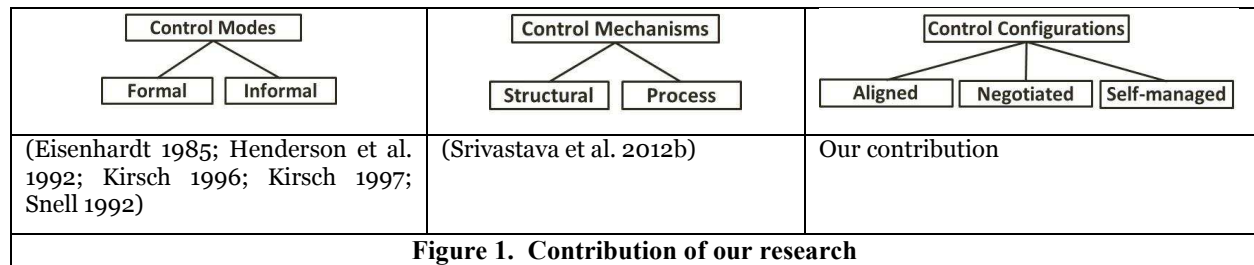 Control Modes
Formal Informal
Control Mechanisms
Structural Process
Control Configurations
Aligned Negotiated Self-managed
(Eisenhardt 1985; Henderson et al.
1992; Kirsch 1996; Kirsch 1997;
Snell 1992)
(Srivastava et al. 2012b)
Our contribution
Figure 1. Contribution of our research